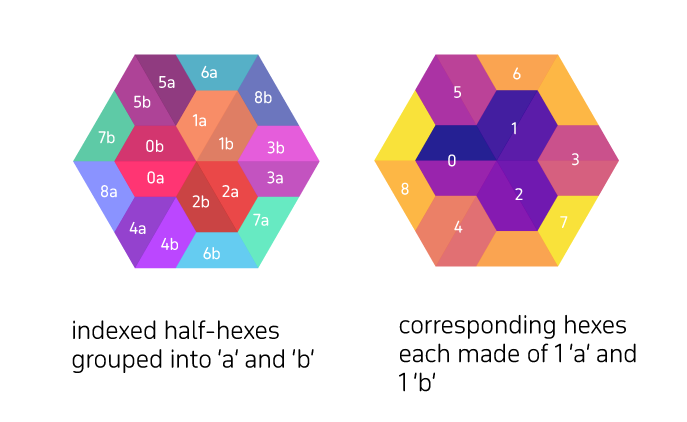 5a
6a
5b
8b
1a
7b
0b
1b
3b
0a
3a
8a
2a
2b
7a
4a
4b
6b
6
5
1
0
3
8
2
4
7
indexed half-hexes
grouped into 'a' and 'b'
corresponding hexes
each made of 1 'a' and
1 'b'